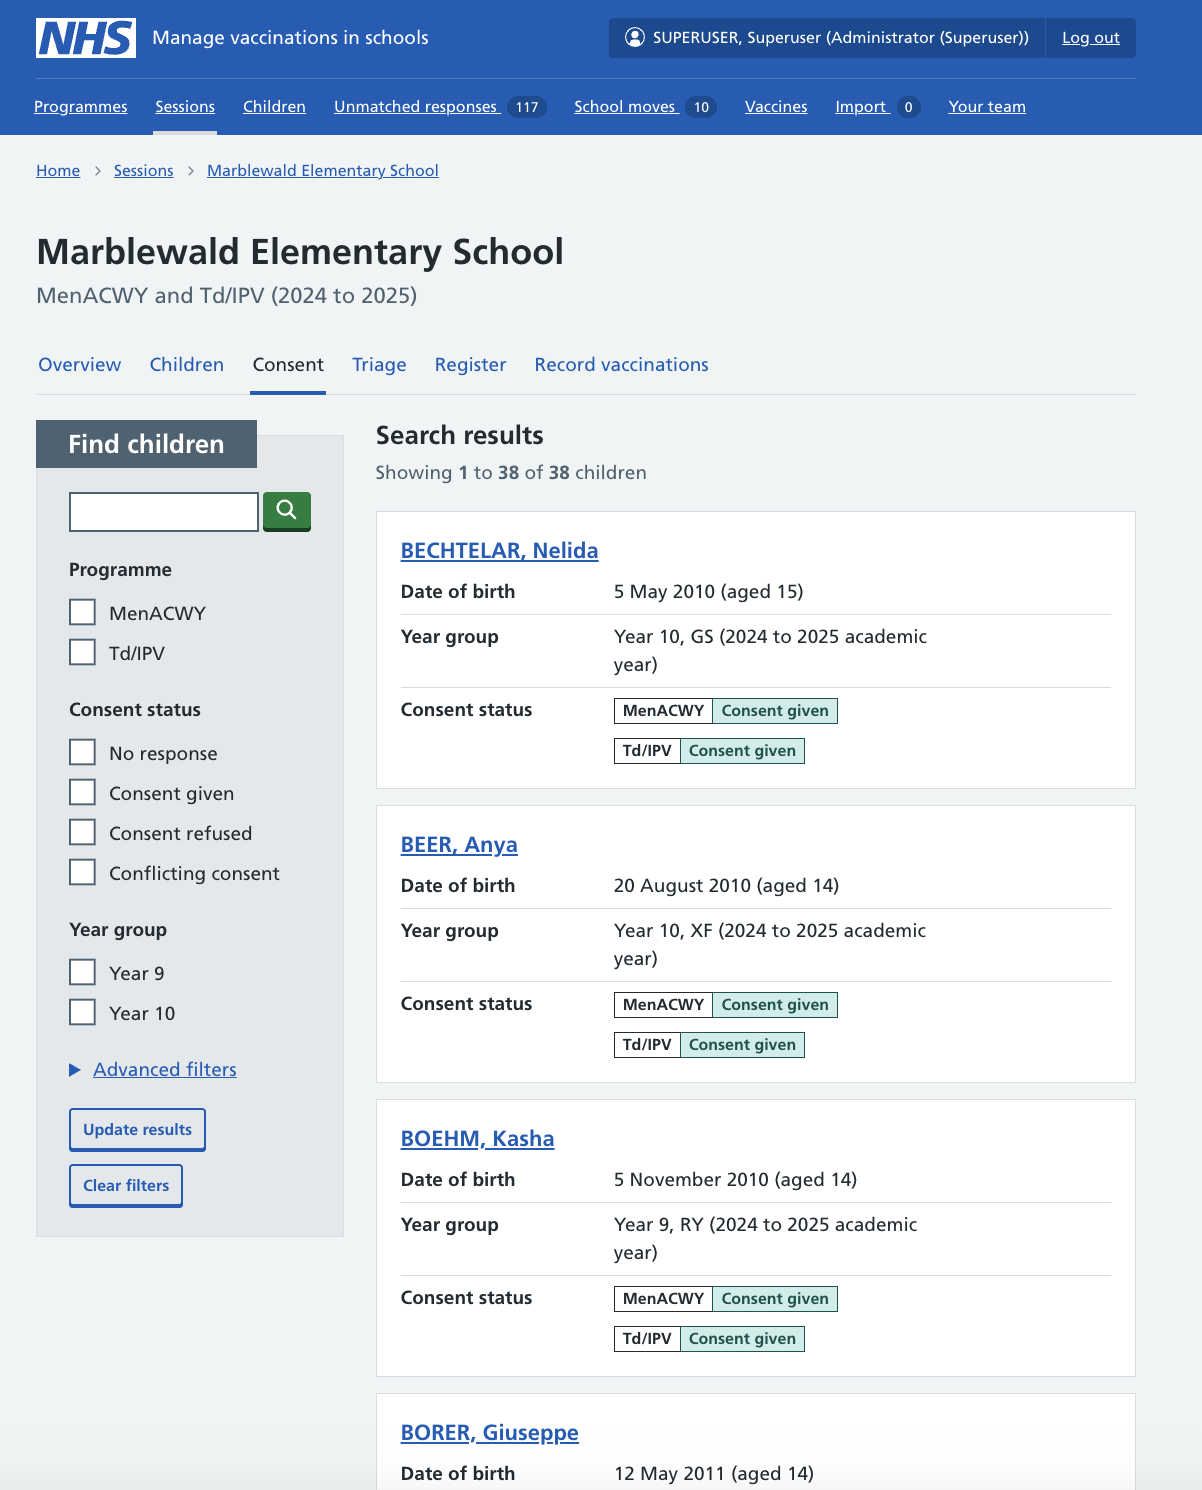 NHS Manage vaccinations in schools SUPERUSER, Superuser (Administrator (Superuser)) Log out
Programmes Sessions Children Unmatched responses 117 School moves 10 Vaccines Import 0 Your team
Home > Sessions > Marblewald Elementary School
Marblewald Elementary School
MenACWY and Td/IPV (2024 to 2025)
Overview Children Consent Triage Register Record vaccinations
Find children
Programme
MenACWY
Td/IPV
Consent status
No response
Consent given
Consent refused
Conflicting consent
Year group
Year 9
Year 10
Advanced filters
Update results
Clear filters
Search results
Showing 1 to 38 of 38 children
BECHTELAR, Nelida
Date of birth 5 May 2010 (aged 15)
Year group Year 10, GS (2024 to 2025 academic
year)
Consent status MenACWY Consent given
Td/IPV Consent given
BEER, Anya
Date of birth 20 August 2010 (aged 14)
Year group Year 10, XF (2024 to 2025 academic
year)
Consent status MenACWY Consent given
Td/IPV Consent given
BOEHM, Kasha
Date of birth 5 November 2010 (aged 14)
Year group Year 9, RY (2024 to 2025 academic
year)
Consent status MenACWY Consent given
Td/IPV Consent given
BORER, Giuseppe
Date of birth 12 May 2011 (aged 14)